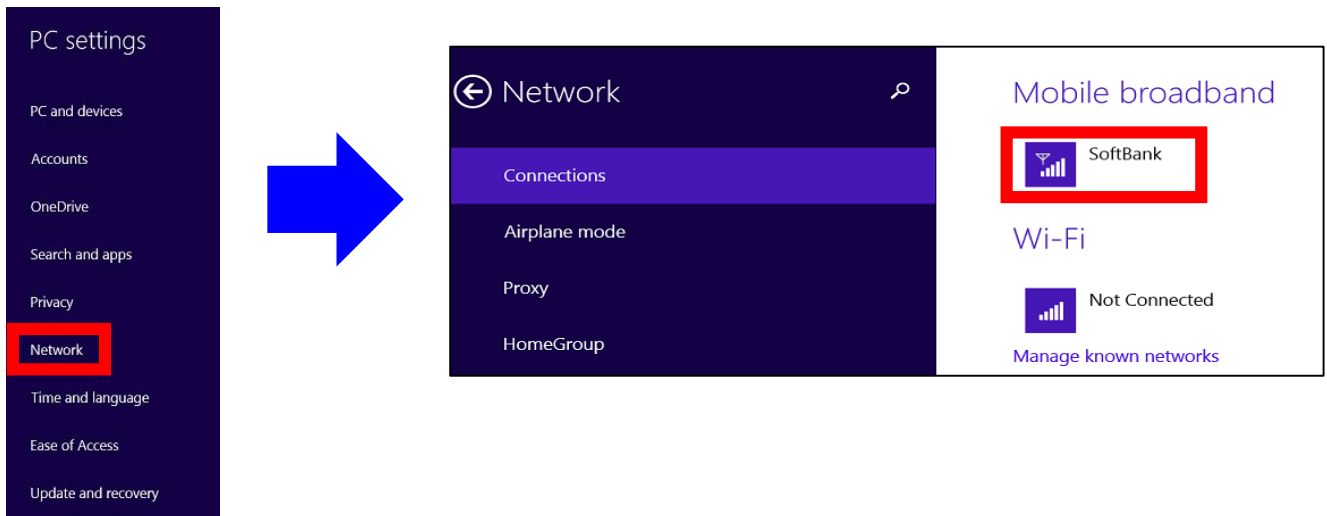 PC settings
PC and devices
Accounts
OneDrive
Search and apps
Privacy
Network
Time and language
Ease of Access
Update and recovery
Network
Connections
Airplane mode
Proxy
HomeGroup
Mobile broadband
SoftBank
Wi-Fi
Not Connected
Manage known networks